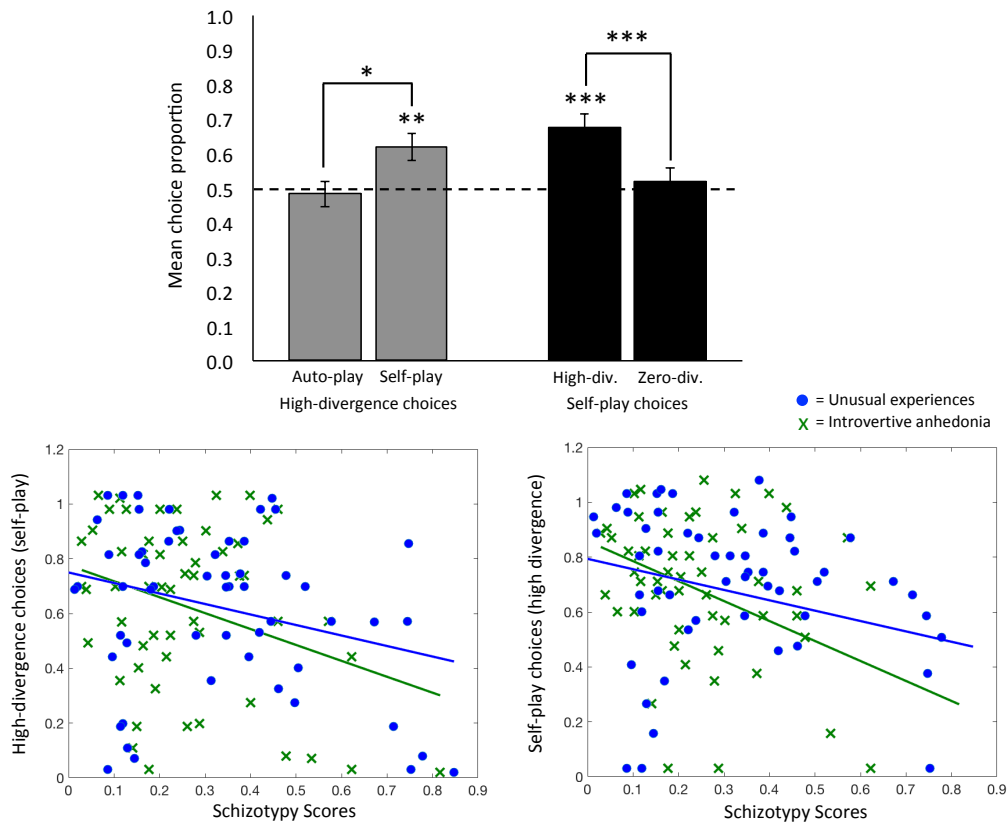 Mean choice proportion
1.0
0.9
0.8
0.7
0.6
0.5
0.4
0.3
0.2
0.1
0.0
*
**
***
***
Auto-play Self-play
High-divergence choices
High-div. Zero-div.
Self-play choices
= Unusual experiences
= Introvertive anhedonia
High-divergence choices (self-play)
1.2
1
0.8
0.6
0.4
0.2
0
0 0.1 0.2 0.3 0.4 0.5 0.6 0.7 0.8 0.9
Schizotypy Scores
Self-play choices (high divergence)
1.2
1
0.8
0.6
0.4
0.2
0
0 0.1 0.2 0.3 0.4 0.5 0.6 0.7 0.8 0.9
Schizotypy Scores